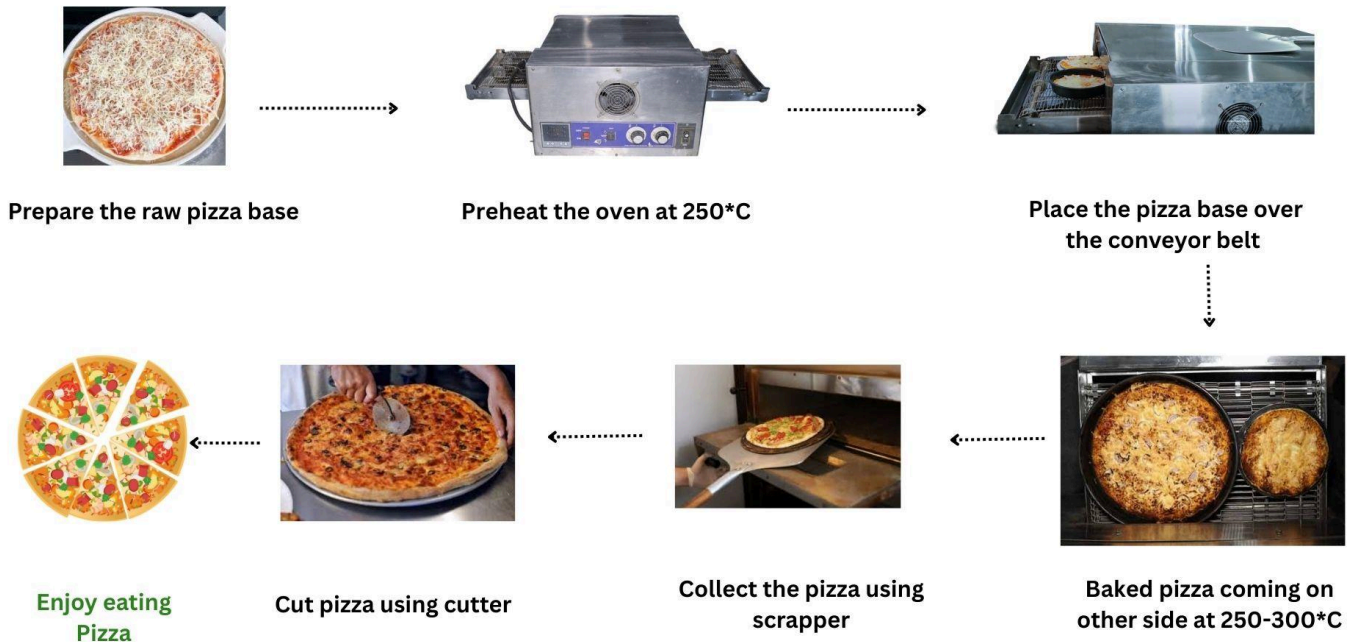 Prepare the raw pizza base
Preheat the oven at 250*C
Place the pizza base over
the conveyor belt
Baked pizza coming on
other side at 250-300*C
Collect the pizza using
scrapper
Cut pizza using cutter
Enjoy eating
Pizza